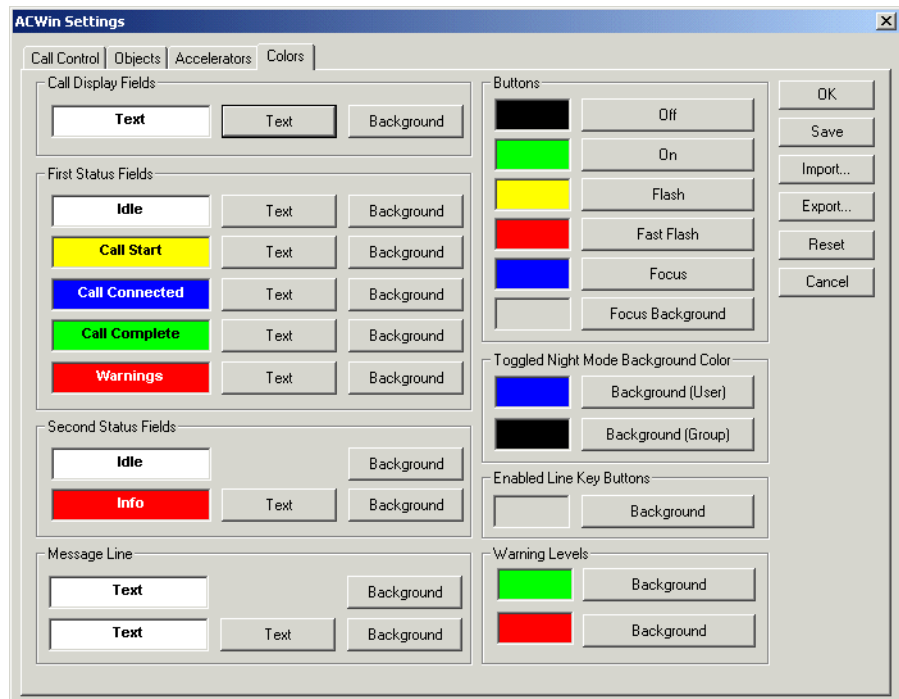 ACWin Settings
Call Control Objects Accelerators Colors
Call Display Fields
Text Text Background
First Status Fields
Idle Text Background
Call Start Text Background
Call Connected Text Background
Call Complete Text Background
Warnings Text Background
Second Status Fields
Idle Background
Info Text Background
Message Line
Text Background
Text Text Background
Buttons
Off
On
Flash
Fast Flash
Focus
Focus Background
Toggled Night Mode Background Color
Background (User)
Background (Group)
Enabled Line Key Buttons
Background
Warning Levels
Background
Background
OK
Save
Import...
Export...
Reset
Cancel